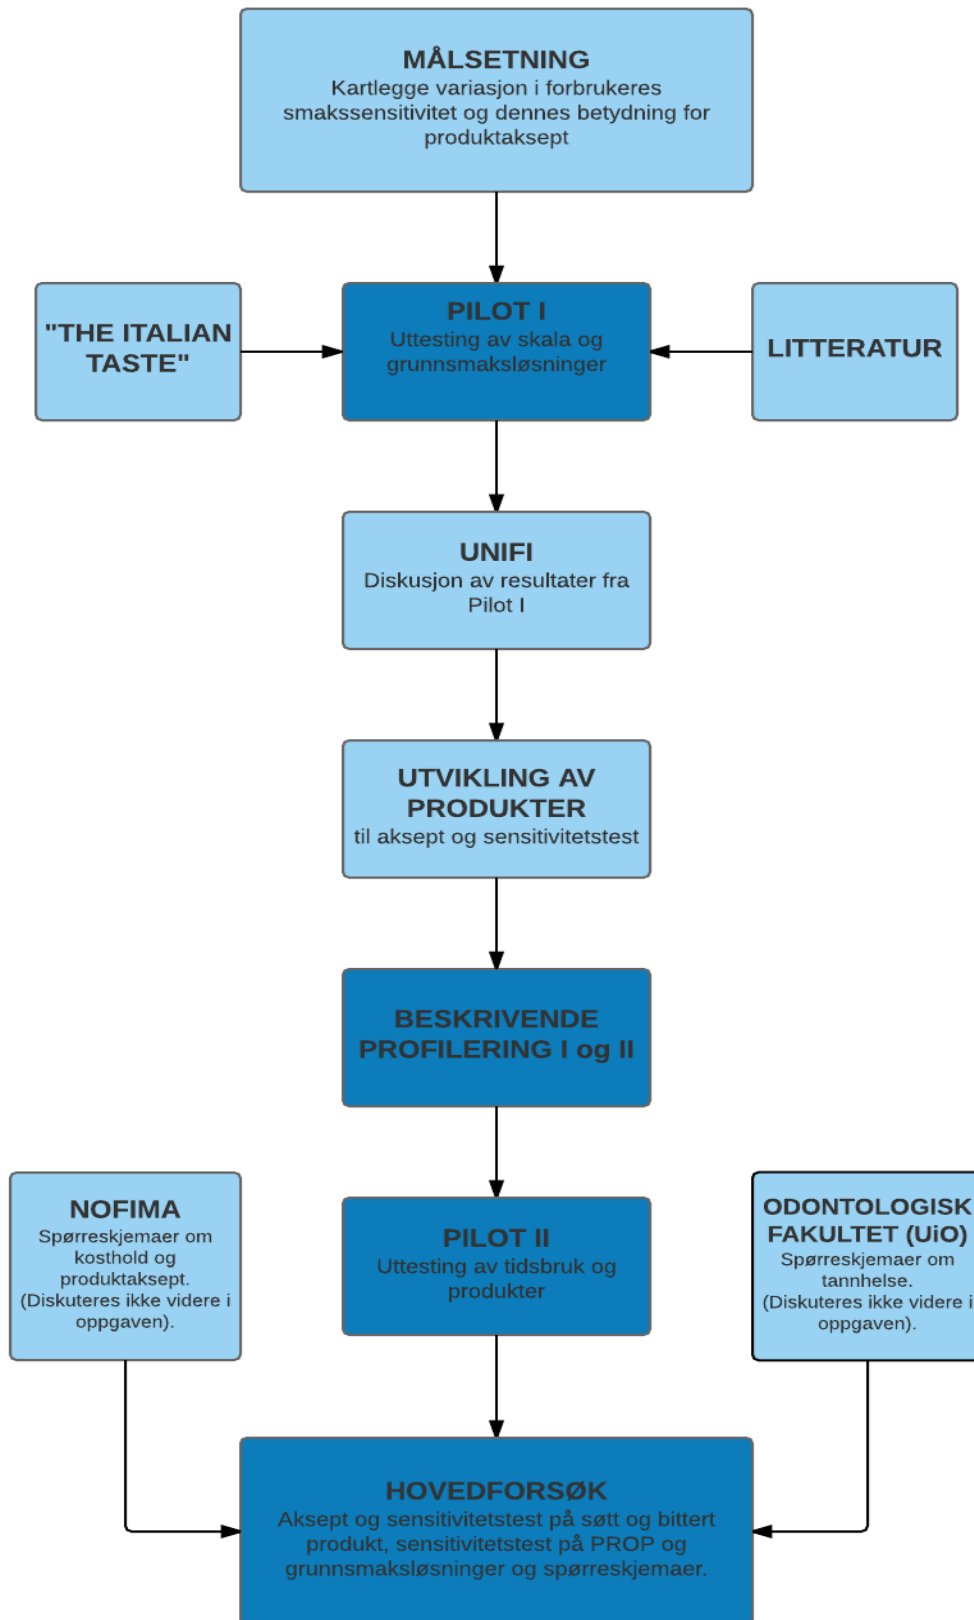 MÅLSETNING
Kartlegge variasjon i forbrukeres
smakssensitivitet og dennes betydning for
produktaksept
"THE ITALIAN
TASTE"
PILOT I
Uttesting av skala og
grunnsmaksløsninger
LITTERATUR
UNIFI
Diskusjon av resultater fra
Pilot I
UTVIKLING AV
PRODUKTER
til aksept og sensitivitetstest
BESKRIVENDE
PROFILERING I og II
NOFIMA
Spørreskjemaer om
kosthold og
produktaksept.
(Diskuteres ikke videre i
oppgaven).
PILOT II
Uttesting av tidsbruk og
produkter
ODONTOLOGISK
FAKULTET (UiO)
Spørreskjemaer om
tannhelse.
(Diskuteres ikke videre i
oppgaven).
HOVEDFORSØK
Aksept og sensitivitetstest på søtt og bittert
produkt, sensitivitetstest på PROP og
grunnsmaksløsninger og spørreskjemaer.